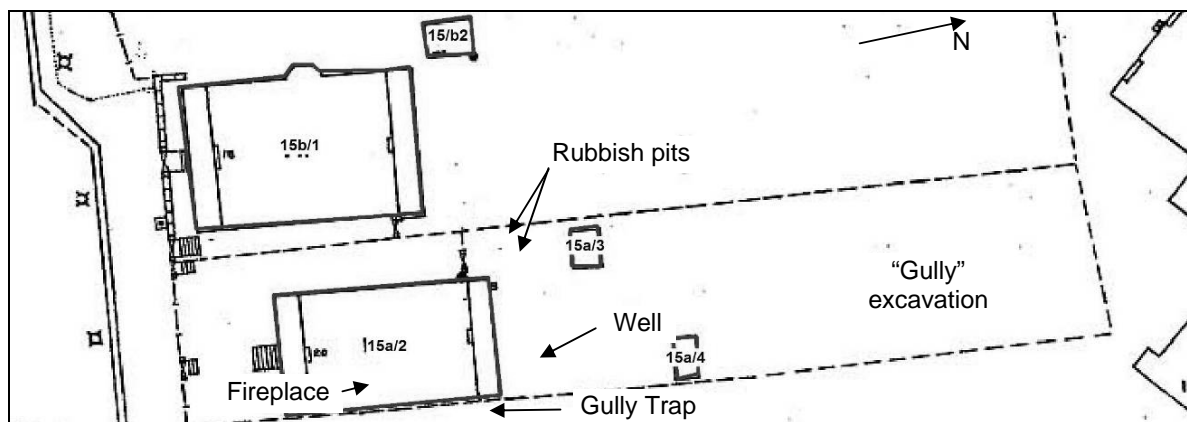 15/b2
N
15b/1
Rubbish pits
15a/3
"Gully"
excavation
Well
15a/2
15a/4
Fireplace
Gully Trap